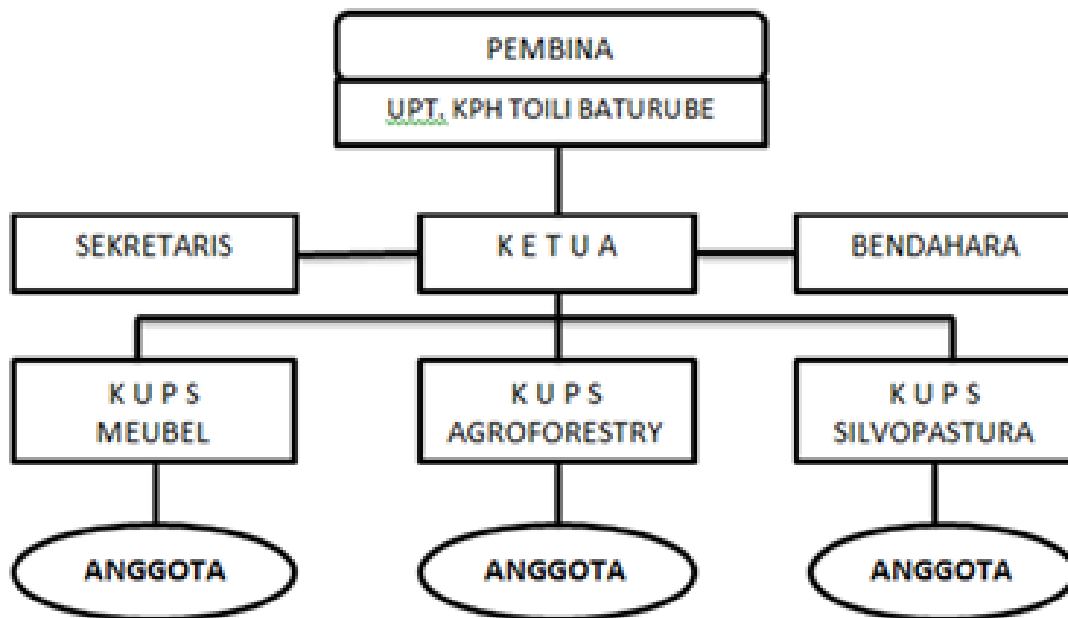 PEMBINA
UPT. KPH TOILI BATURUBE
SEKRETARIS
K E T U A
BENDAHARA
K U P S
MEUBEL
K U P S
AGROFORESTRY
K U P S
SILVOPASTURA
ANGGOTA
ANGGOTA
ANGGOTA